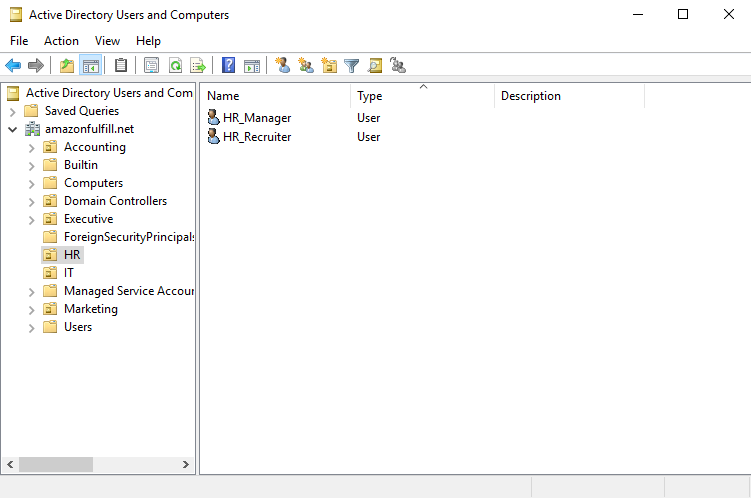 Active Directory Users and Computers
File Action View Help
Active Directory Users and Com
Saved Queries
amazonfulfill.net
Accounting
Builtin
Computers
Domain Controllers
Executive
ForeignSecurityPrincipals
HR
IT
Managed Service Accour
Marketing
Users
Name Type Description
HR_Manager User
HR_Recruiter User